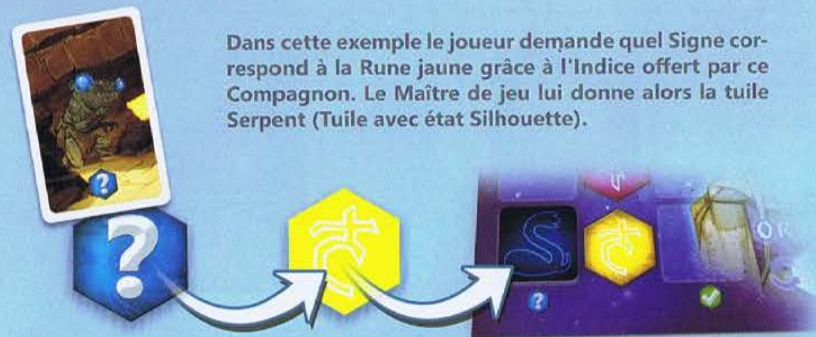 Dans cette exemple le joueur demande quel Signe cor-
respond à la Rune jaune grâce à l'Indice offert par ce
Compagnon. Le Maître de jeu lui donne alors la tuile
Serpent (Tuile avec état Silhouette).
?
?
?
OR